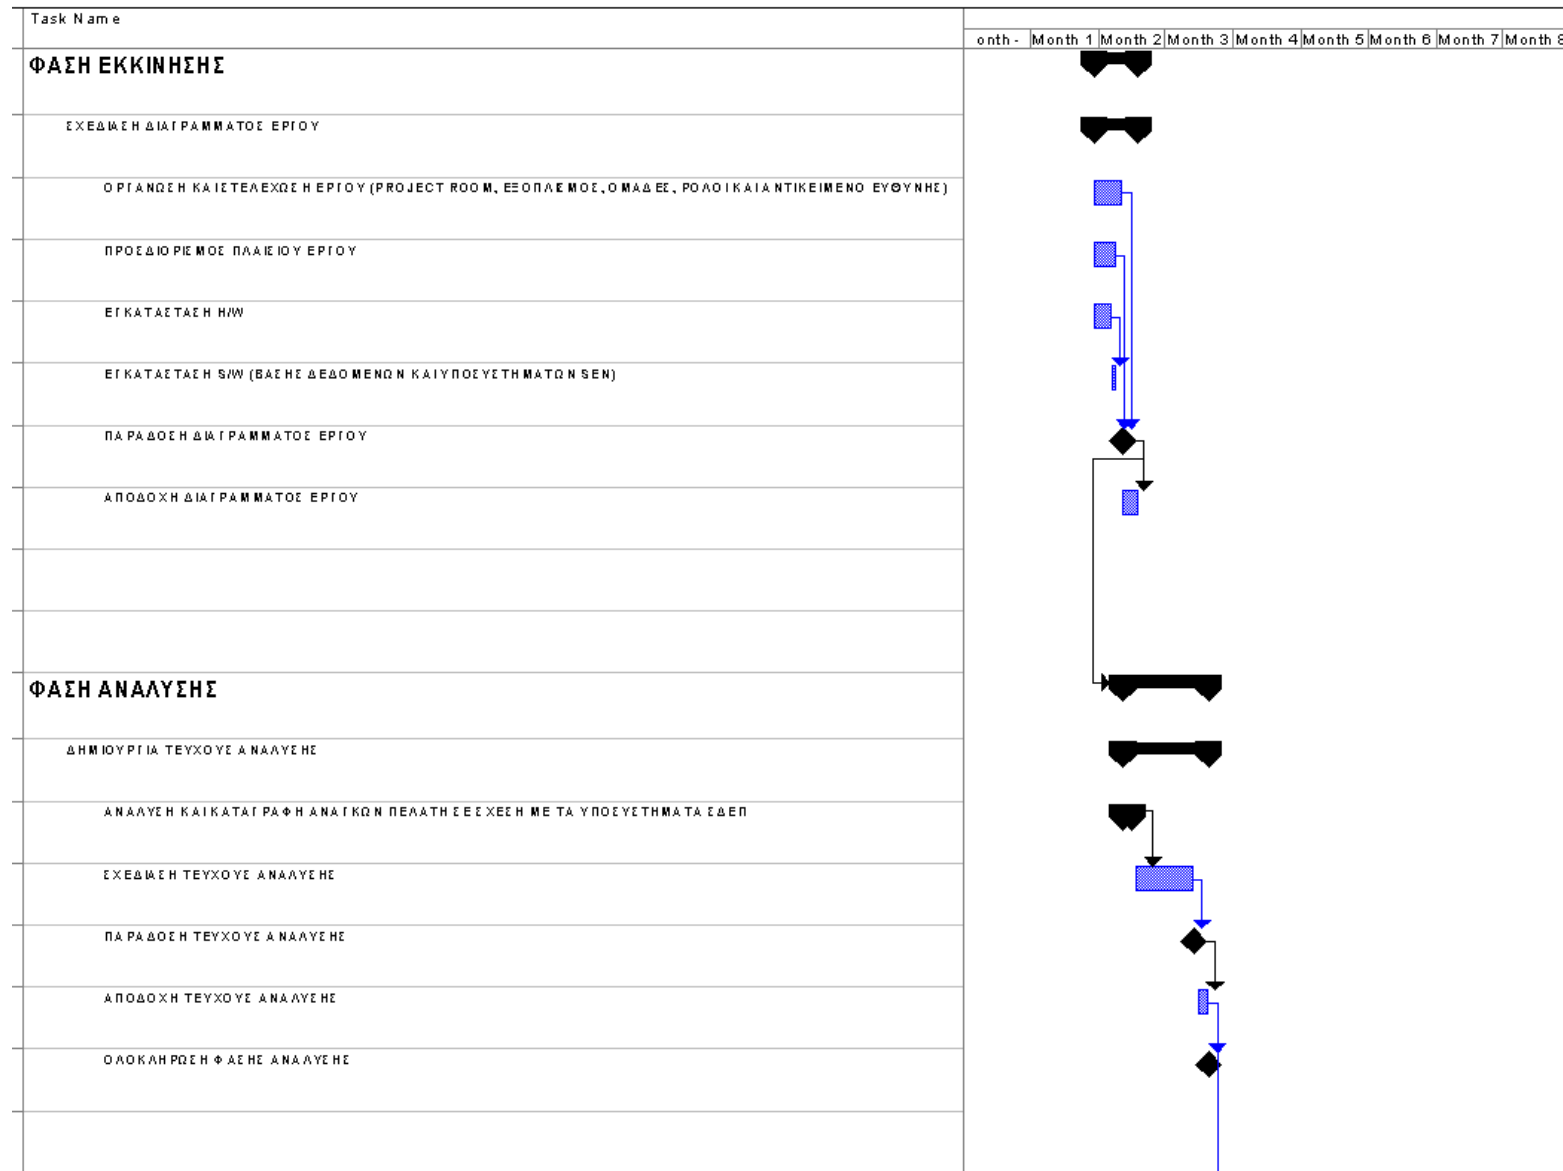 Task Name
onth - Month 1 Month 2 Month 3 Month 4 Month 5 Month 6 Month 7 Month 8
ΦΑΣΗ ΕΚΚΙΝΗΣΗΣ
ΣΧΕΔΙΑΣΗ ΔΙΑΓΡΑΜΜΑΤΟΣ ΕΡΓΟΥ
ΟΡΓΑΝΩΣΗ ΚΑΙ ΣΤΕΛΕΧΩΣΗ ΕΡΓΟΥ (PROJECT ROOM, ΕΞΟΠΛΙΣΜΟΣ, ΟΜΑΔΕΣ, ΡΟΛΟΙ ΚΑΙ ΑΝΤΙΚΕΙΜΕΝΟ ΕΥΘΥΝΗΣ)
ΠΡΟΣΔΙΟΡΙΣΜΟΣ ΠΛΑΙΣΙΟΥ ΕΡΓΟΥ
ΕΓΚΑΤΑΣΤΑΣΗ H/W
ΕΓΚΑΤΑΣΤΑΣΗ S/W (ΒΑΣΗΣ ΔΕΔΟΜΕΝΩΝ ΚΑΙ ΥΠΟΣΥΣΤΗΜΑΤΩΝ SEN)
ΠΑΡΑΔΟΣΗ ΔΙΑΓΡΑΜΜΑΤΟΣ ΕΡΓΟΥ
ΑΠΟΔΟΧΗ ΔΙΑΓΡΑΜΜΑΤΟΣ ΕΡΓΟΥ
ΦΑΣΗ ΑΝΑΛΥΣΗΣ
ΔΗΜΙΟΥΡΓΙΑ ΤΕΥΧΟΥΣ ΑΝΑΛΥΣΗΣ
ΑΝΑΛΥΣΗ ΚΑΙ ΚΑΤΑΓΡΑΦΗ ΑΝΑΓΚΩΝ ΠΕΛΑΤΗ ΣΕ ΣΧΕΣΗ ΜΕ ΤΑ ΥΠΟΣΥΣΤΗΜΑΤΑ ΣΔΕΠ
ΣΧΕΔΙΑΣΗ ΤΕΥΧΟΥΣ ΑΝΑΛΥΣΗΣ
ΠΑΡΑΔΟΣΗ ΤΕΥΧΟΥΣ ΑΝΑΛΥΣΗΣ
ΑΠΟΔΟΧΗ ΤΕΥΧΟΥΣ ΑΝΑΛΥΣΗΣ
ΟΛΟΚΛΗΡΩΣΗ ΦΑΣΗΣ ΑΝΑΛΥΣΗΣ